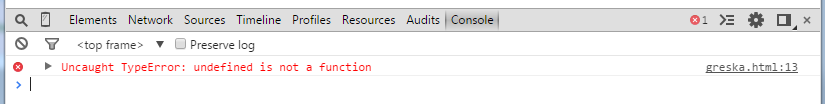 Elements Network Sources Timeline Profiles Resources Audits Console 1
<top frame> Preserve log
Uncaught TypeError: undefined is not a function greska.html:13